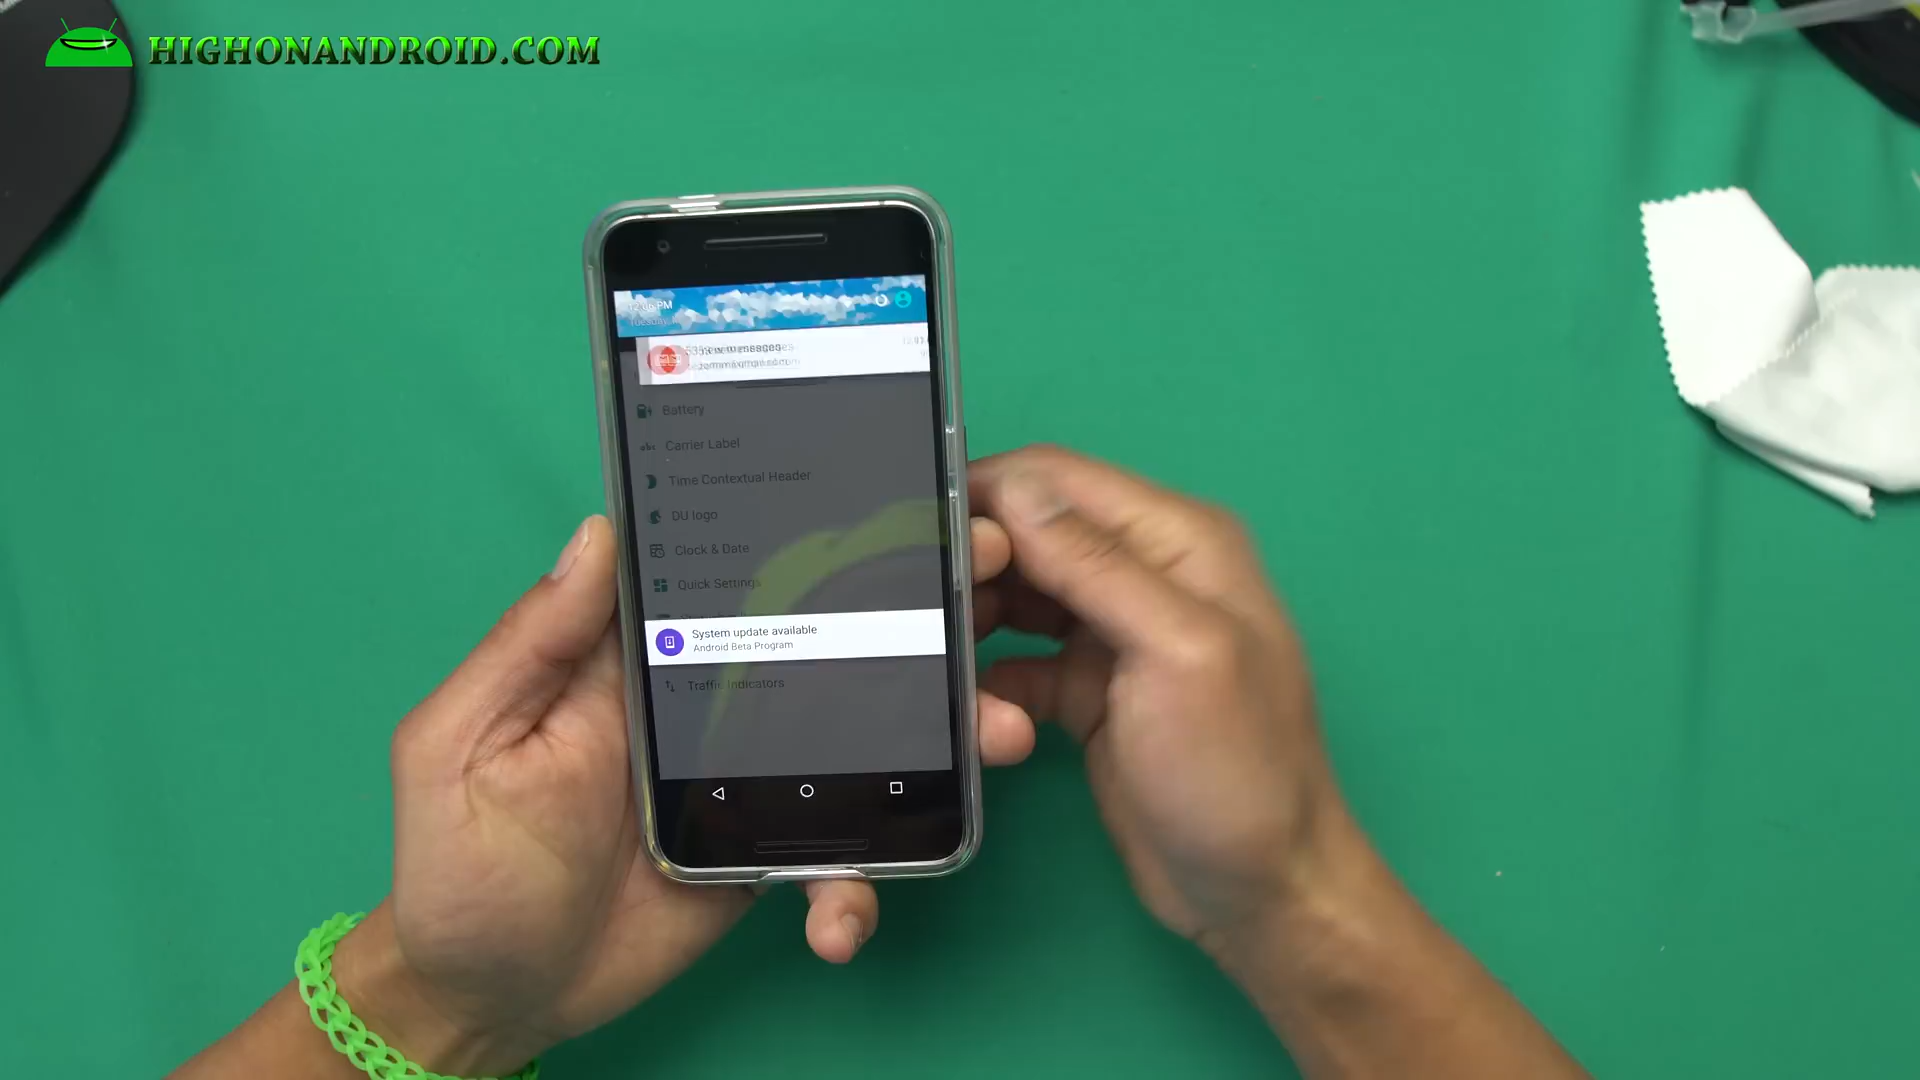 HIGHONANDROID.COM
Battery
Carrier Label
Time Contextual Header
DU logo
Clock & Date
Quick Settings
System update available
Android Beta Program
Traffic Indicators